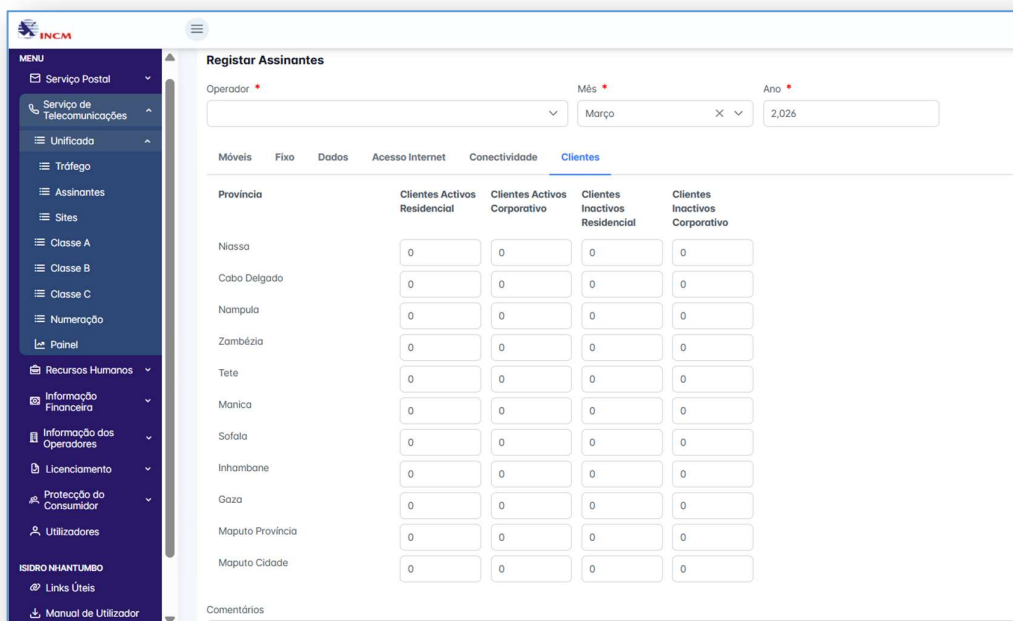 INCM
MENU
Serviço Postal
Serviço de
Telecomunicações
Unificada
Tráfego
Assinantes
Sites
Classe A
Classe B
Classe C
Numeração
Painel
Recursos Humanos
Informação
Financeira
Informação dos
Operadores
Licenciamento
Protecção do
Consumidor
Utilizadores
ISIDRO NHANTUMBO
Links Úteis
Manual de Utilizador
Registar Assinantes
Operador * Mês * Ano *
Março 2,026
Móveis Fixo Dados Acesso Internet Conectividade Clientes
Província Clientes Activos Clientes Activos Clientes Clientes
Residencial Corporativo Inactivos Inactivos
Residencial Corporativo
Niassa 0 0 0 0
Cabo Delgado 0 0 0 0
Nampula 0 0 0 0
Zambézia 0 0 0 0
Tete 0 0 0 0
Manica 0 0 0 0
Sofala 0 0 0 0
Inhambane 0 0 0 0
Gaza 0 0 0 0
Maputo Província 0 0 0 0
Maputo Cidade 0 0 0 0
Comentários